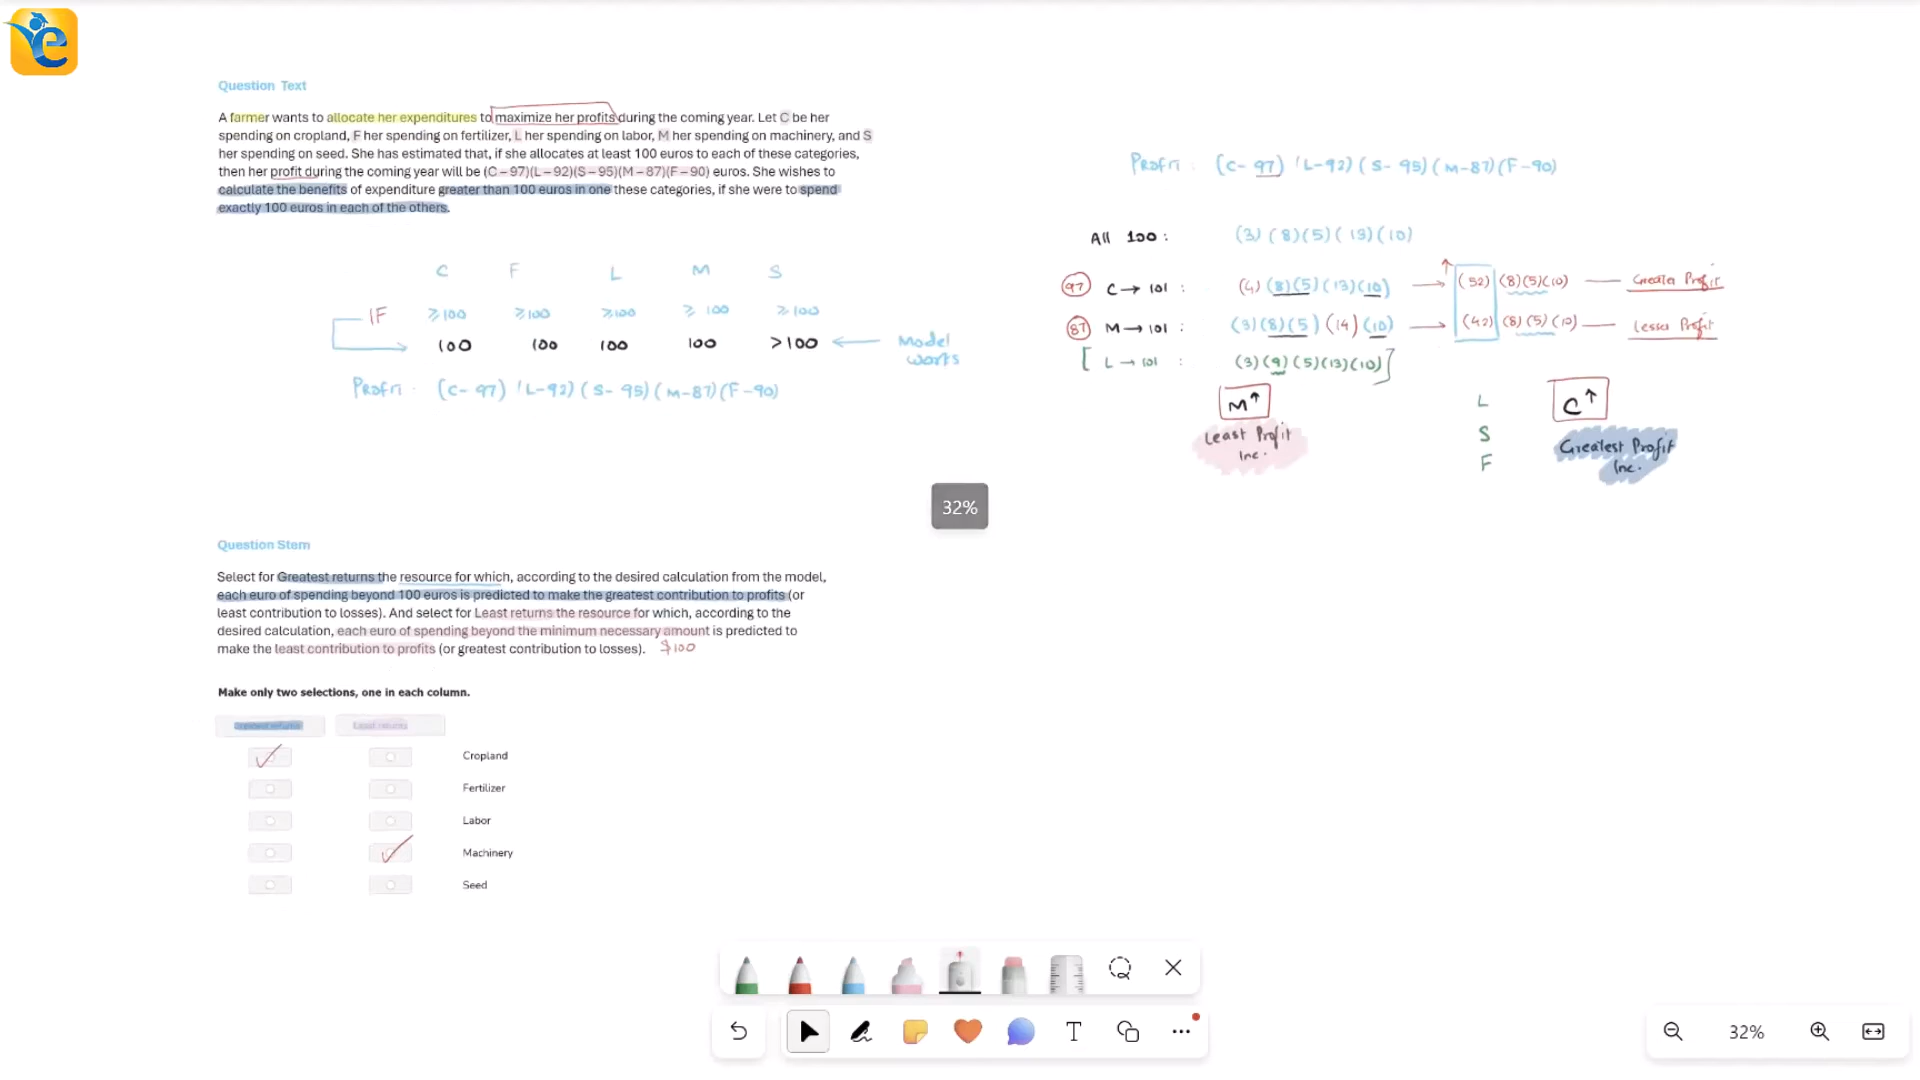 Question Text
A farmer wants to allocate her expenditures to maximize her profits during the coming year. Let C be her
spending on cropland, F her spending on fertilizer, L her spending on labor, M her spending on machinery, and S
her spending on seed. She has estimated that, if she allocates at least 100 euros to each of these categories,
then her profit during the coming year will be (C – 97)(L – 92)(S – 95)(M – 87)(F – 90) euros. She wishes to
calculate the benefits of expenditure greater than 100 euros in one these categories, if she were to spend
exactly 100 euros in each of the others.
C F L M S
IF ≥100 ≥100 ≥100 ≥ 100 ≥100
100 100 100 100 >100 Model works
Profit: (C- 97) (L-92) (S- 95) (M-87) (F -90)
Profit: (C- 97) (L-92) (S- 95) (M-87) (F-90)
All 100: (3) (8) (5) (13) (10)
97 C → 101 : (4) (8) (5) (13) (10) (52) (8)(5)(10) Greater Profit
87 M → 101 : (3) (8) (5) (14) (10) (42) (8)(5)(10) Lesser Profit
[ L → 101 : (3) (9) (5) (13) (10) ]
M↑ L C↑
Least Profit Inc. S Greatest Profit Inc.
F
32%
Question Stem
Select for Greatest returns the resource for which, according to the desired calculation from the model,
each euro of spending beyond 100 euros is predicted to make the greatest contribution to profits (or
least contribution to losses). And select for Least returns the resource for which, according to the
desired calculation, each euro of spending beyond the minimum necessary amount is predicted to
make the least contribution to profits (or greatest contribution to losses). $100
Make only two selections, one in each column.
Greatest returns Least returns
Cropland
Fertilizer
Labor
Machinery
Seed
32%